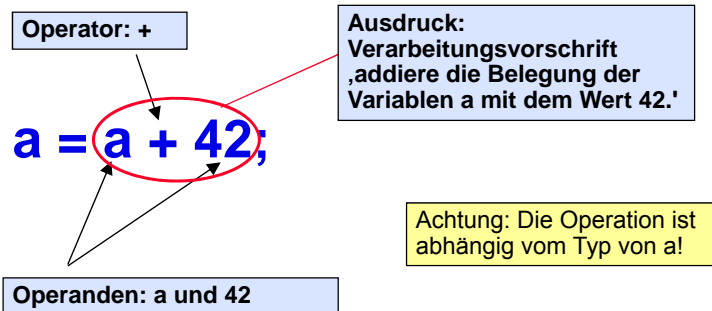 Operator: +
Ausdruck:
Verarbeitungsvorschrift
‚addiere die Belegung der
Variablen a mit dem Wert 42.'
a = a + 42;
Achtung: Die Operation ist
abhängig vom Typ von a!
Operanden: a und 42